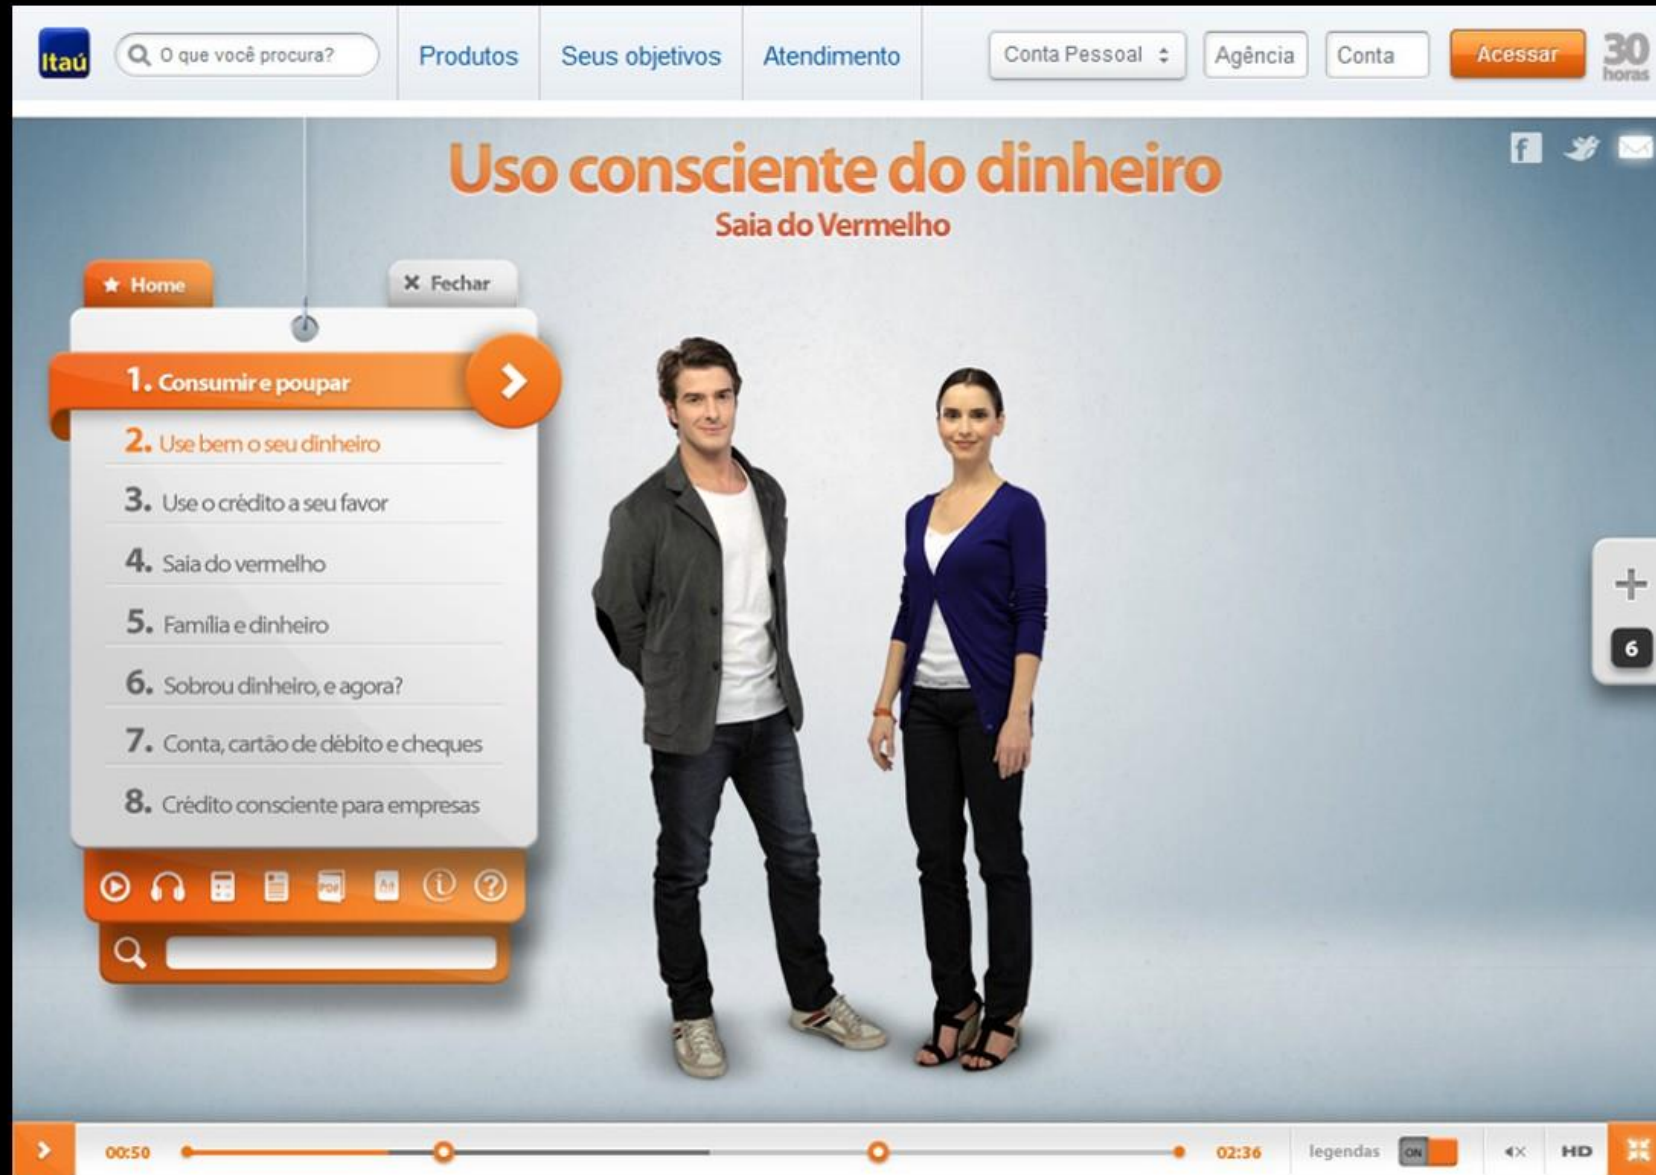 Itaú
O que você procura?
Produtos
Seus objetivos
Atendimento
Conta Pessoal
Agência
Conta
Acessar
30
horas
Uso consciente do dinheiro
Saia do Vermelho
Home
Fechar
1. Consumir e poupar
2. Use bem o seu dinheiro
3. Use o crédito a seu favor
4. Saia do vermelho
5. Família e dinheiro
6. Sobrou dinheiro, e agora?
7. Conta, cartão de débito e cheques
8. Crédito consciente para empresas
PDF
6
00:50
02:36
legendas
ON
HD